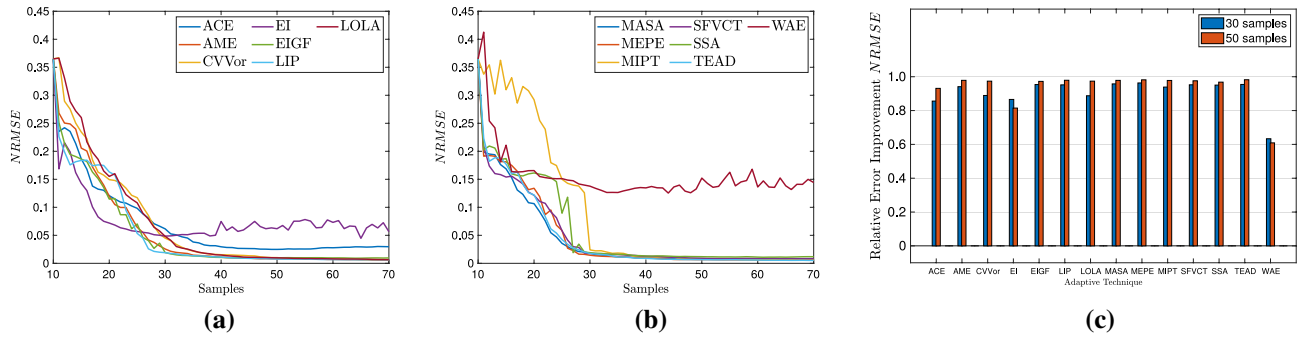 0.45
0.4
0.35
0.3
0.25
0.2
0.15
0.1
0.05
0
NRMSE
ACE EI LOLA
AME EIGF
CVVor LIP
10 20 30 40 50 60 70
Samples
(a)
0.45
0.4
0.35
0.3
0.25
0.2
0.15
0.1
0.05
0
NRMSE
MASA SFVCT WAE
MEPE SSA
MIPT TEAD
10 20 30 40 50 60 70
Samples
(b)
Relative Error Improvement NRMSE
1.0
0.8
0.6
0.4
0.2
0
30 samples
50 samples
ACE AME CVVor EI EIGF LIP LOLA MASA MEPE MIPT SFVCT SSA TEAD WAE
Adaptive Technique
(c)